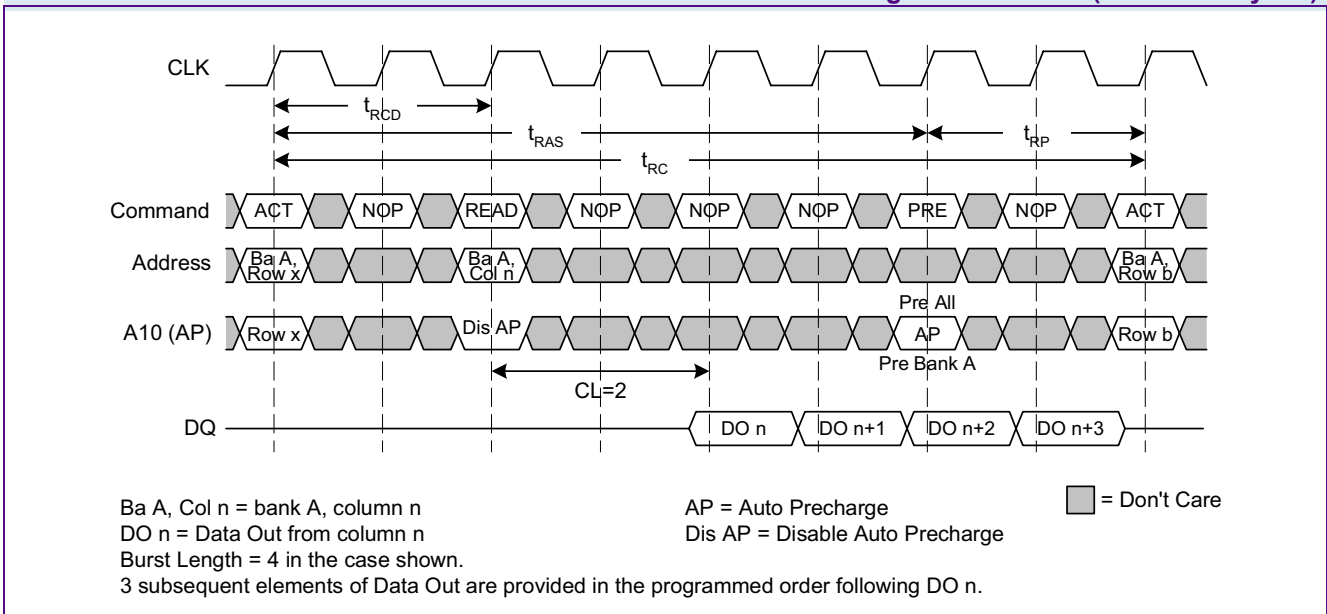 CLK
tRCD
tRAS
tRP
tRC
Command ACT NOP READ NOP NOP NOP PRE NOP ACT
Address Ba A, Row x Ba A, Col n Ba A, Row b
Pre All
A10 (AP) Row x Dis AP AP Row b
Pre Bank A
CL=2
DQ DO n DO n+1 DO n+2 DO n+3
Ba A, Col n = bank A, column n
DO n = Data Out from column n
Burst Length = 4 in the case shown.
3 subsequent elements of Data Out are provided in the programmed order following DO n.
AP = Auto Precharge
Dis AP = Disable Auto Precharge
= Don't Care